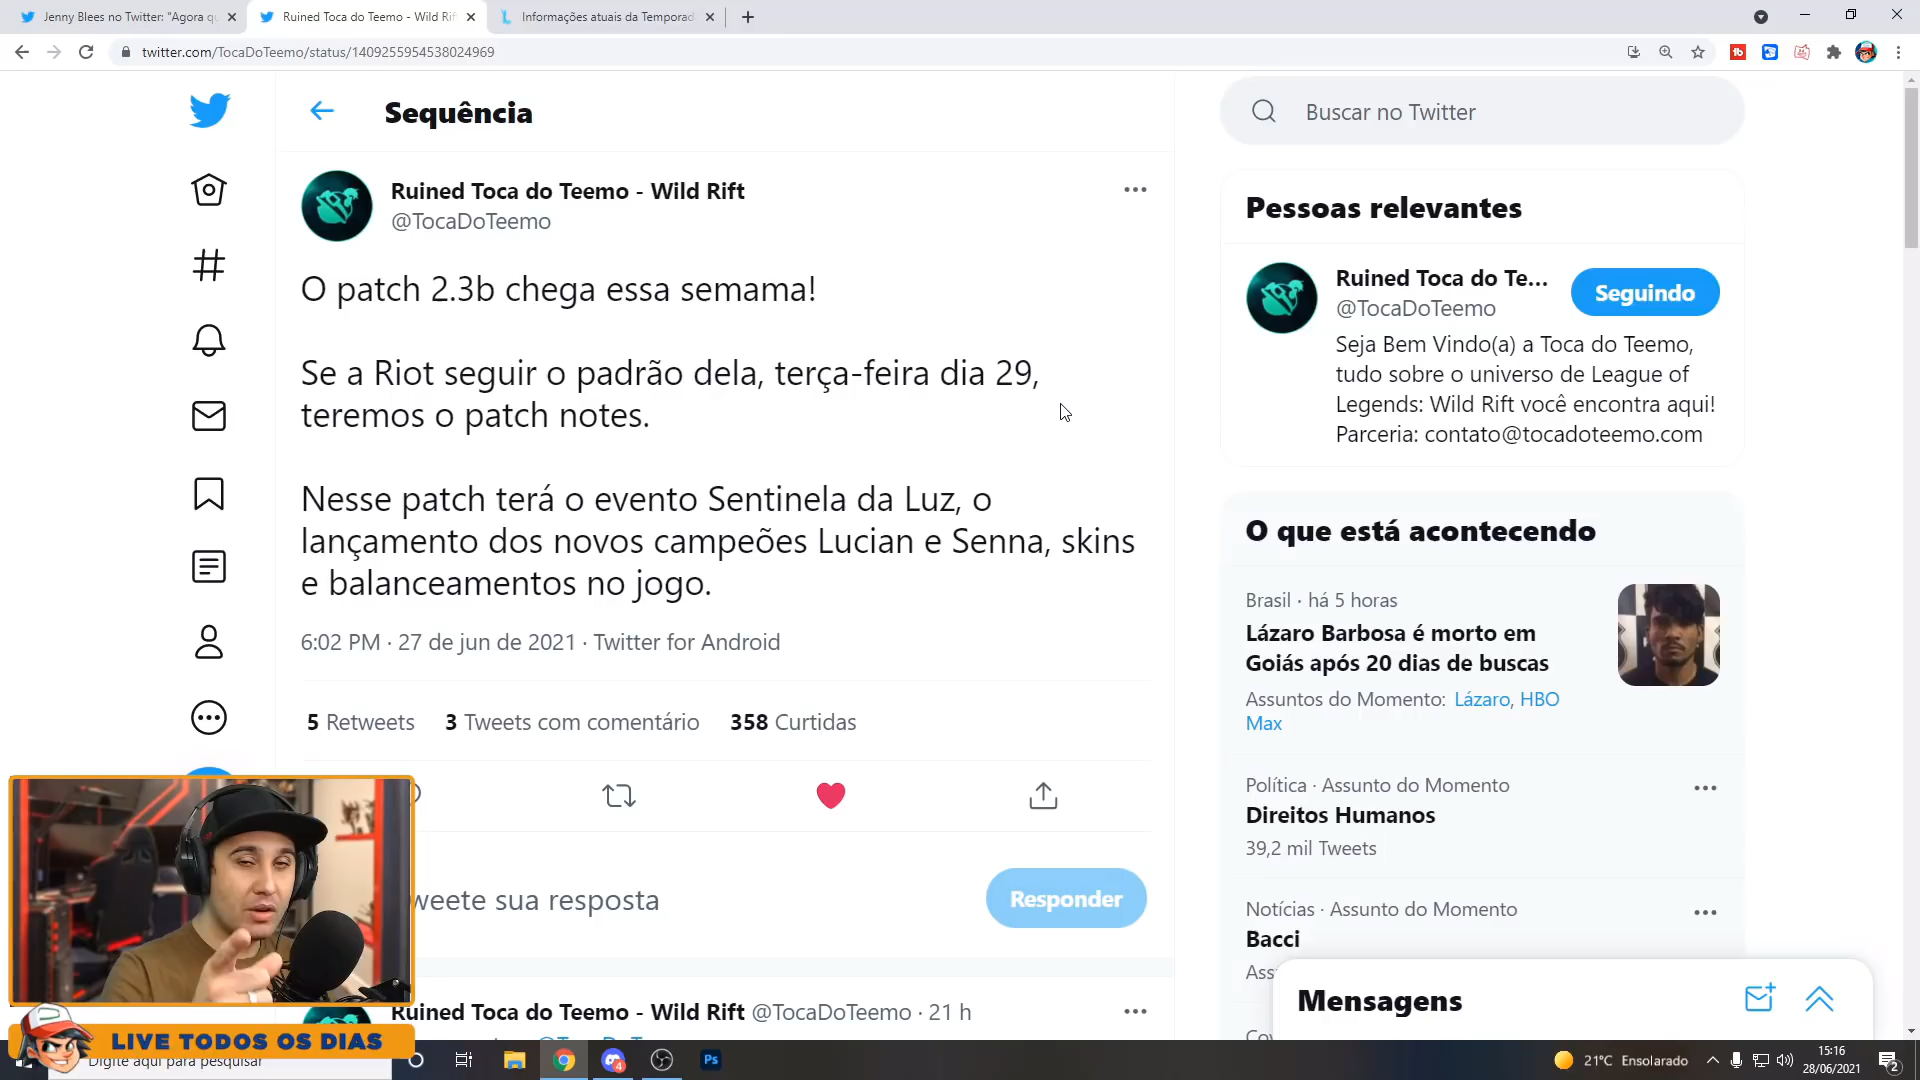 Jenny Blees no Twitter: "Agora qu
Ruined Toca do Teemo - Wild Rift
Informações atuais da Temporad
twitter.com/TocaDoTeemo/status/1409255954538024969
Sequência
Buscar no Twitter
Ruined Toca do Teemo - Wild Rift
@TocaDoTeemo
O patch 2.3b chega essa semama!
Se a Riot seguir o padrão dela, terça-feira dia 29,
teremos o patch notes.
Nesse patch terá o evento Sentinela da Luz, o
lançamento dos novos campeões Lucian e Senna, skins
e balanceamentos no jogo.
6:02 PM · 27 de jun de 2021 · Twitter for Android
5 Retweets 3 Tweets com comentário 358 Curtidas
weete sua resposta
Responder
Ruined Toca do Teemo - Wild Rift @TocaDoTeemo · 21 h
Pessoas relevantes
Ruined Toca do Te...
@TocaDoTeemo
Seguindo
Seja Bem Vindo(a) a Toca do Teemo,
tudo sobre o universo de League of
Legends: Wild Rift você encontra aqui!
Parceria: contato@tocadoteemo.com
O que está acontecendo
Brasil · há 5 horas
Lázaro Barbosa é morto em
Goiás após 20 dias de buscas
Assuntos do Momento: Lázaro, HBO
Max
Política · Assunto do Momento
Direitos Humanos
39,2 mil Tweets
Notícias · Assunto do Momento
Bacci
Ass
Mensagens
LIVE TODOS OS DIAS
Digite aqui para pesquisar
4
Ps
21°C Ensolarado
15:16
28/06/2021
2